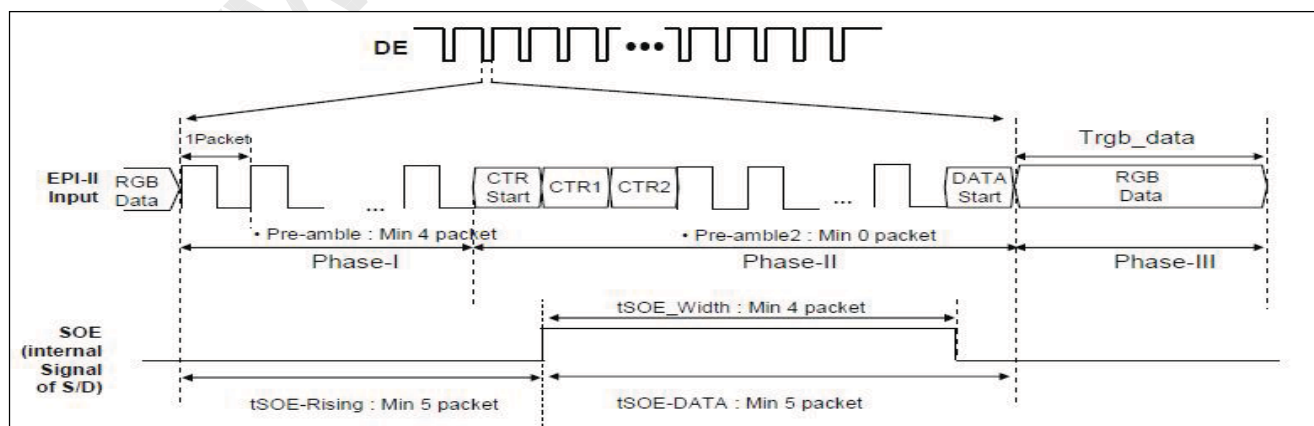 DE
1Packet
Trgb_data
EPI-II
Input
RGB
Data
...
CTR
Start
CTR1
CTR2
...
DATA
Start
RGB
Data
• Pre-amble : Min 4 packet
• Pre-amble2 : Min 0 packet
Phase-I
Phase-II
Phase-III
tSOE_Width : Min 4 packet
SOE
(internal
Signal
of S/D)
tSOE-Rising : Min 5 packet
tSOE-DATA : Min 5 packet